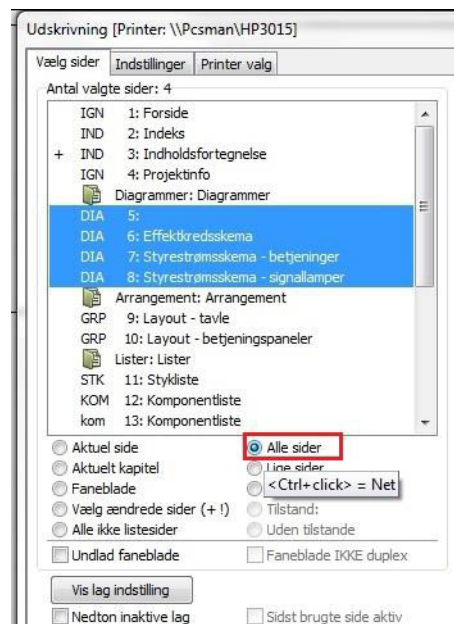 Udskrivning [Printer: \\Pcsman\HP3015]
Vælg sider Indstillinger Printer valg
Antal valgte sider: 4
IGN 1: Forside
IND 2: Indeks
+ IND 3: Indholdsfortegnelse
IGN 4: Projektinfo
Diagrammer: Diagrammer
DIA 5:
DIA 6: Effektkredsskema
DIA 7: Styrestrømsskema - betjeninger
DIA 8: Styrestrømsskema - signallamper
Arrangement: Arrangement
GRP 9: Layout - tavle
GRP 10: Layout - betjeningspaneler
Lister: Lister
STK 11: Stykliste
KOM 12: Komponentliste
kom 13: Komponentliste
Aktuel side Alle sider
Aktuelt kapitel Lige sider
Faneblade <Ctrl+click> = Net
Vælg ændrede sider (+ !) Tilstand:
Alle ikke listesider Uden tilstande
Undlad faneblade Faneblade IKKE duplex
Vis lag indstilling
Nedton inaktive lag Sidst brugte side aktiv